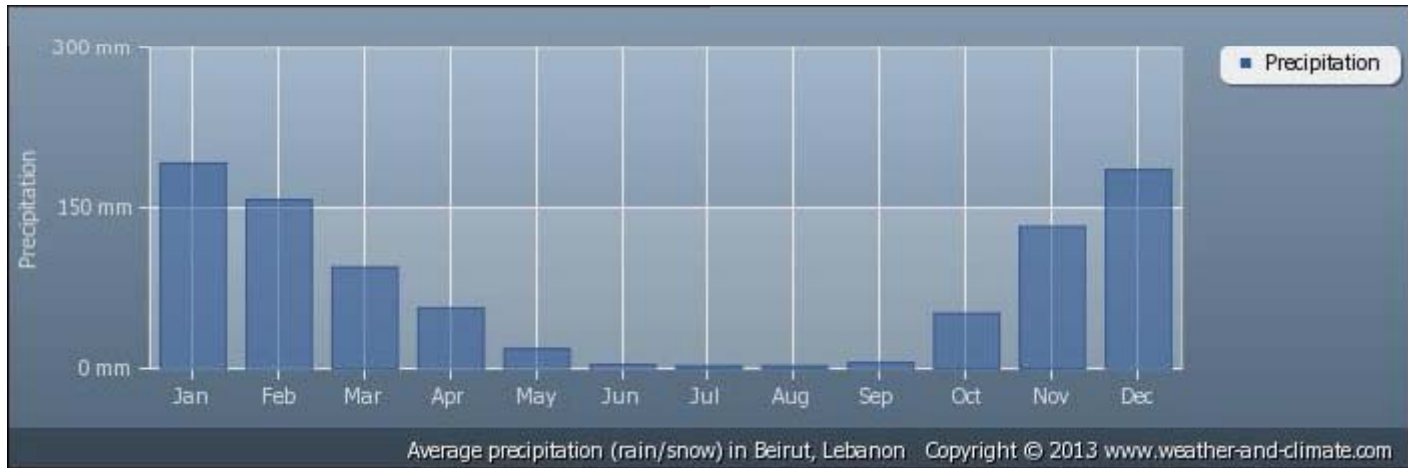 300 mm
Precipitation
150 mm
Precipitation
0 mm
Jan Feb Mar Apr May Jun Jul Aug Sep Oct Nov Dec
Average precipitation (rain/snow) in Beirut, Lebanon Copyright © 2013 www.weather-and-climate.com